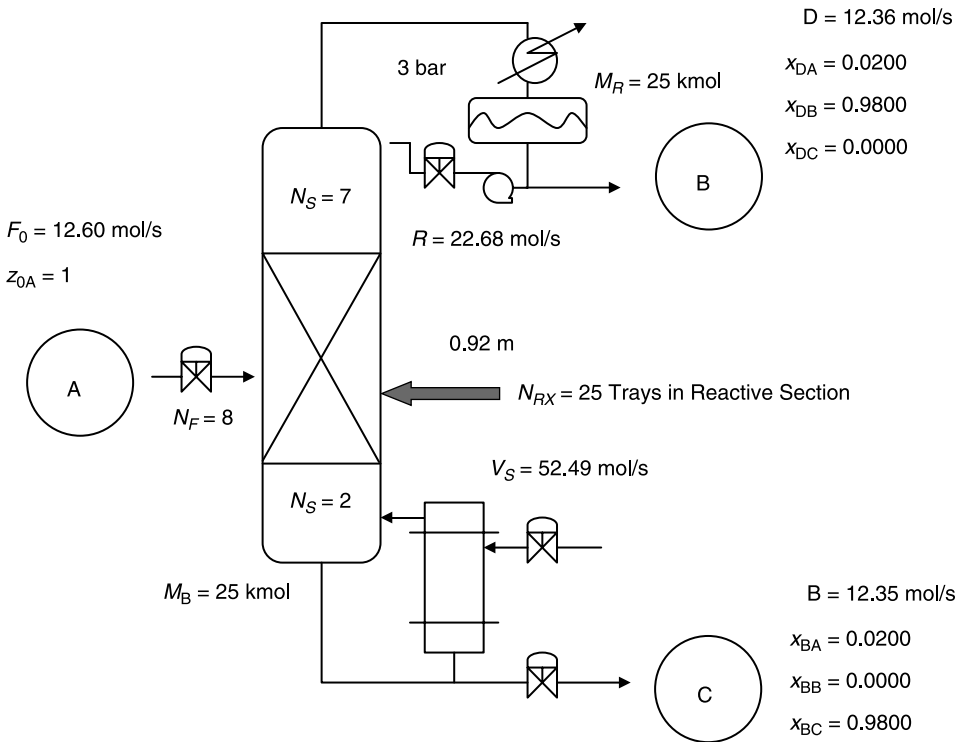 D = 12.36 mol/s
3 bar
M_R = 25 kmol
x_DA = 0.0200
x_DB = 0.9800
x_DC = 0.0000
B
N_S = 7
R = 22.68 mol/s
F_0 = 12.60 mol/s
z_0A = 1
0.92 m
A
N_RX = 25 Trays in Reactive Section
N_F = 8
V_S = 52.49 mol/s
N_S = 2
M_B = 25 kmol
B = 12.35 mol/s
x_BA = 0.0200
x_BB = 0.0000
x_BC = 0.9800
C